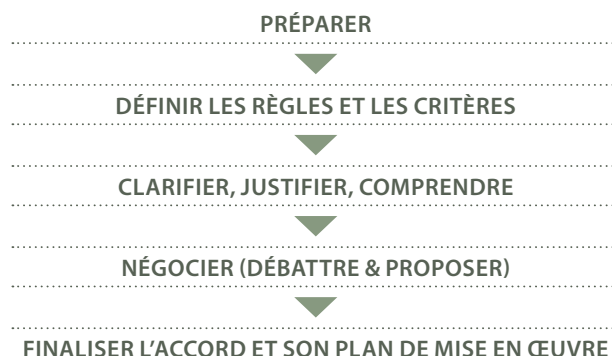 PRÉPARER
DÉFINIR LES RÈGLES ET LES CRITÈRES
CLARIFIER, JUSTIFIER, COMPRENDRE
NÉGOCIER (DÉBATTRE & PROPOSER)
FINALISER L'ACCORD ET SON PLAN DE MISE EN ŒUVRE